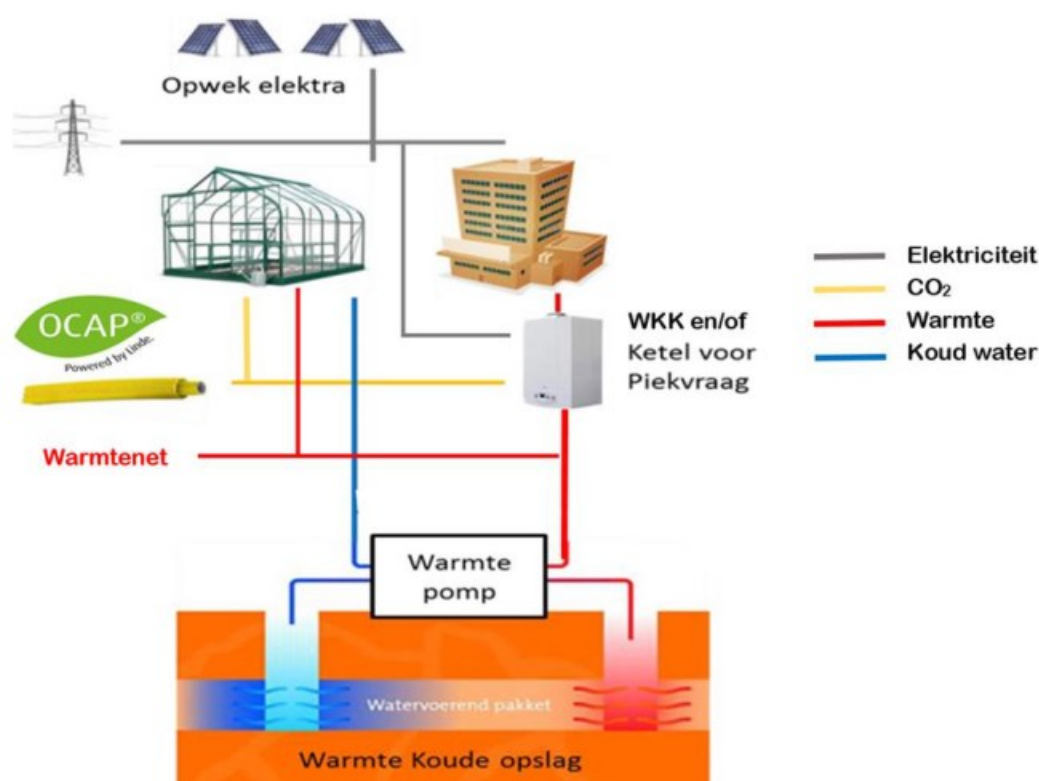 Opwek elektra
OCAP®
Powered by Linde.
WKK en/of
Ketel voor
Piekvraag
Elektriciteit
CO₂
Warmte
Koud water
Warmtenet
Warmte
pomp
Watervoerend pakket
Warmte Koude opslag